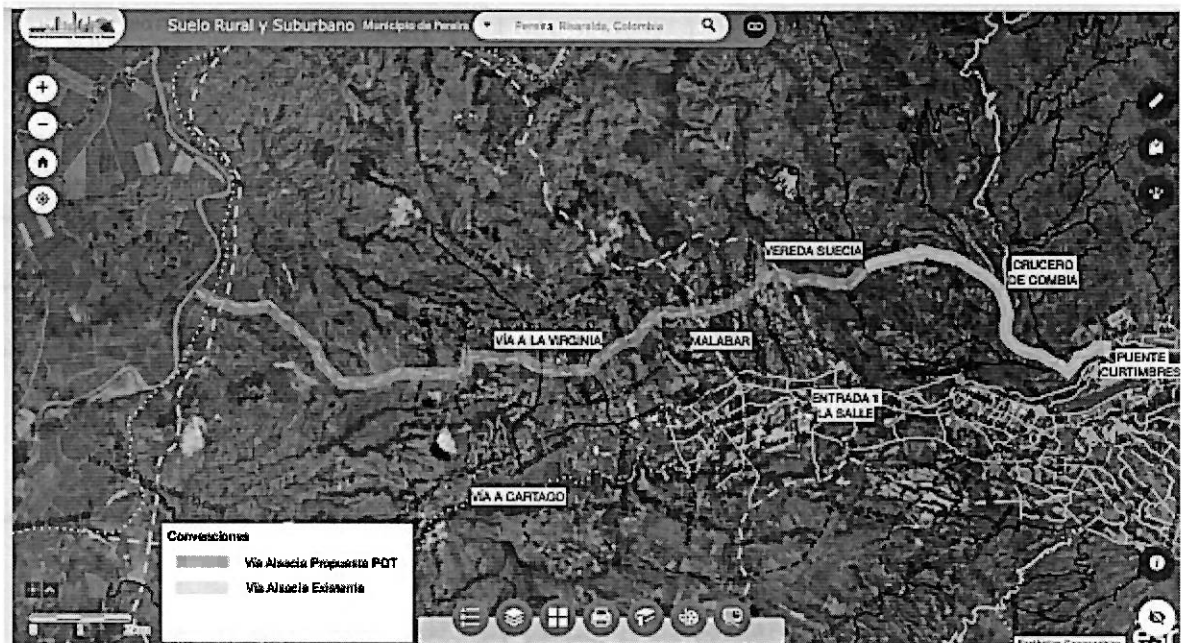 Suelo Rural y Suburbano Municipio de Pereira
Pereira, Risaralda, Colombia
VEREDA SUECIA
CRUCERO
DE COMBIA
VÍA A LA VIRGINIA
MALABAR
PUENTE
CURTIMBRES
ENTRADA 1
LA SALLE
VÍA A CARTAGO
Convenciones
Vía Alsacia Propuesta POT
Vía Alsacia Existente